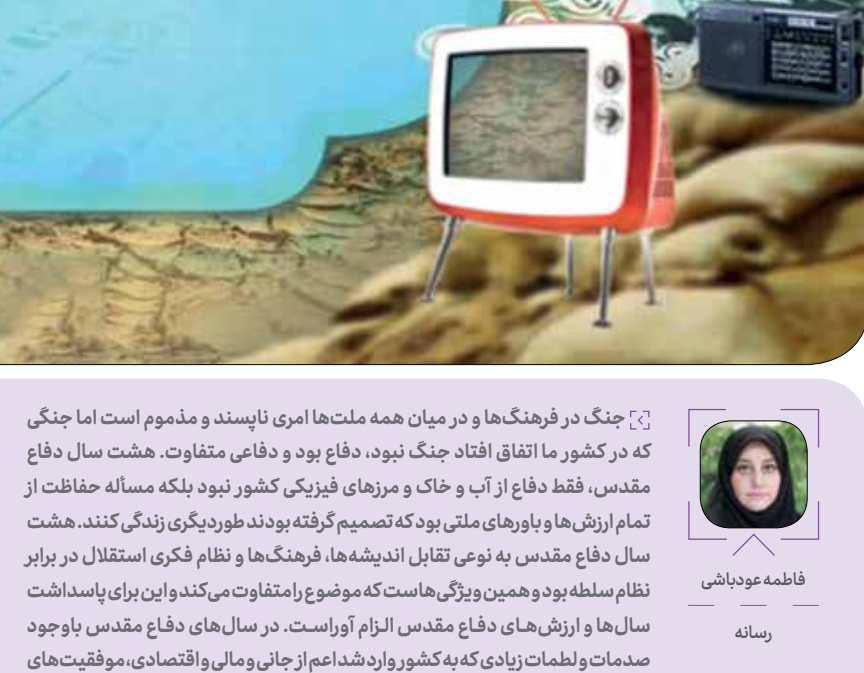 جنگ در فرهنگ‌ها و در میان همه ملت‌ها امری ناپسند و مذموم است اما جنگی
که در کشور ما اتفاق افتاد جنگ نبود، دفاع بود و دفاعی متفاوت. هشت سال دفاع
مقدس، فقط دفاع از آب و خاک و مرزهای فیزیکی کشور نبود بلکه مسأله حفاظت از
تمام ارزش‌ها و باورهای ملتی بود که تصمیم گرفته بودند طور دیگری زندگی کنند. هشت
سال دفاع مقدس به نوعی تقابل اندیشه‌ها، فرهنگ‌ها و نظام فکری استقلال در برابر
نظام سلطه بود و همین ویژگی‌هاست که موضوع را متفاوت می‌کند و این برای پاسداشت
سال‌ها و ارزش‌های دفاع مقدس الزام آور است. در سال‌های دفاع مقدس باوجود
صدمات و لطمات زیادی که به کشور وارد شد اعم از جانی و مالی و اقتصادی، موفقیت‌های
فاطمه عودباشی
رسانه